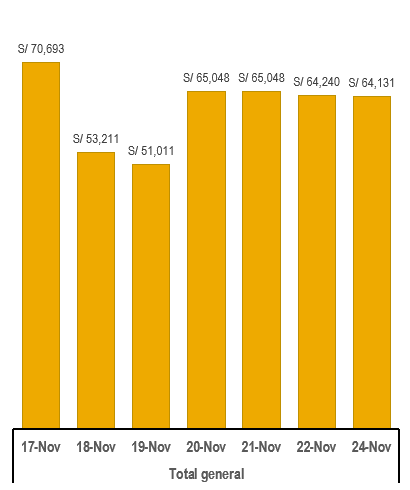 S/ 70,693
S/ 53,211
S/ 51,011
S/ 65,048
S/ 65,048
S/ 64,240
S/ 64,131
17-Nov 18-Nov 19-Nov 20-Nov 21-Nov 22-Nov 24-Nov
Total general